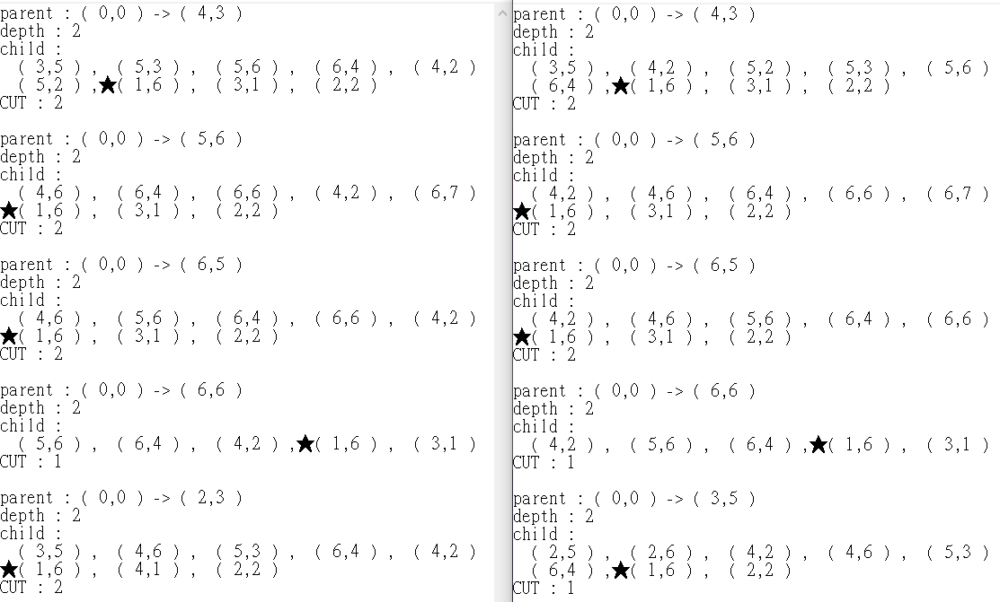 parent : ( 0,0 ) -> ( 4,3 )
depth : 2
child :
( 3,5 ) , ( 5,3 ) , ( 5,6 ) , ( 6,4 ) , ( 4,2 )
( 5,2 ) ,★( 1,6 ) , ( 3,1 ) , ( 2,2 )
CUT : 2
parent : ( 0,0 ) -> ( 5,6 )
depth : 2
child :
( 4,6 ) , ( 6,4 ) , ( 6,6 ) , ( 4,2 ) , ( 6,7 )
★( 1,6 ) , ( 3,1 ) , ( 2,2 )
CUT : 2
parent : ( 0,0 ) -> ( 6,5 )
depth : 2
child :
( 4,6 ) , ( 5,6 ) , ( 6,4 ) , ( 6,6 ) , ( 4,2 )
★( 1,6 ) , ( 3,1 ) , ( 2,2 )
CUT : 2
parent : ( 0,0 ) -> ( 6,6 )
depth : 2
child :
( 5,6 ) , ( 6,4 ) , ( 4,2 ) ,★( 1,6 ) , ( 3,1 )
CUT : 1
parent : ( 0,0 ) -> ( 2,3 )
depth : 2
child :
( 3,5 ) , ( 4,6 ) , ( 5,3 ) , ( 6,4 ) , ( 4,2 )
★( 1,6 ) , ( 4,1 ) , ( 2,2 )
CUT : 2
parent : ( 0,0 ) -> ( 4,3 )
depth : 2
child :
( 3,5 ) , ( 4,2 ) , ( 5,2 ) , ( 5,3 ) , ( 5,6 )
( 6,4 ) ,★( 1,6 ) , ( 3,1 ) , ( 2,2 )
CUT : 2
parent : ( 0,0 ) -> ( 5,6 )
depth : 2
child :
( 4,2 ) , ( 4,6 ) , ( 6,4 ) , ( 6,6 ) , ( 6,7 )
★( 1,6 ) , ( 3,1 ) , ( 2,2 )
CUT : 2
parent : ( 0,0 ) -> ( 6,5 )
depth : 2
child :
( 4,2 ) , ( 4,6 ) , ( 5,6 ) , ( 6,4 ) , ( 6,6 )
★( 1,6 ) , ( 3,1 ) , ( 2,2 )
CUT : 2
parent : ( 0,0 ) -> ( 6,6 )
depth : 2
child :
( 4,2 ) , ( 5,6 ) , ( 6,4 ) ,★( 1,6 ) , ( 3,1 )
CUT : 1
parent : ( 0,0 ) -> ( 3,5 )
depth : 2
child :
( 2,5 ) , ( 2,6 ) , ( 4,2 ) , ( 4,6 ) , ( 5,3 )
( 6,4 ) ,★( 1,6 ) , ( 2,2 )
CUT : 1